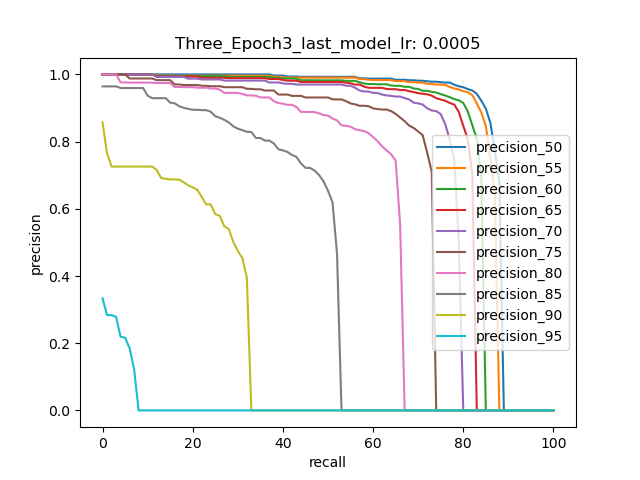 Three_Epoch3_last_model_lr: 0.0005
precision
1.0
0.8
0.6
0.4
0.2
0.0
precision_50
precision_55
precision_60
precision_65
precision_70
precision_75
precision_80
precision_85
precision_90
precision_95
0 20 40 60 80 100
recall